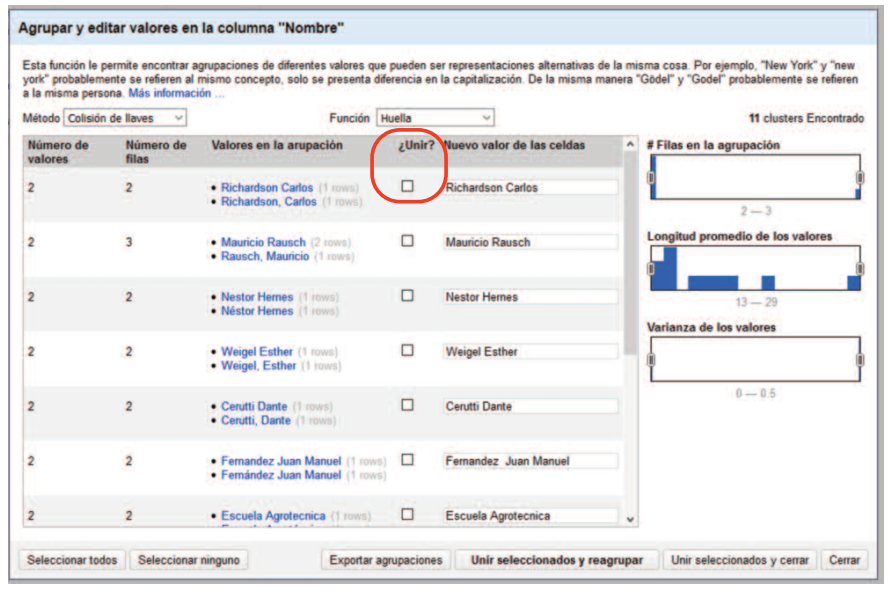 Agrupar y editar valores en la columna "Nombre"
Esta función le permite encontrar agrupaciones de diferentes valores que pueden ser representaciones alternativas de la misma cosa. Por ejemplo, "New York" y "new
york" probablemente se refieren al mismo concepto, solo se presenta diferencia en la capitalización. De la misma manera "Gödel" y "Godel" probablemente se refieren
a la misma persona. Más información ...
Método Colisión de llaves Función Huella 11 clusters Encontrado
Número de valores Número de filas Valores en la arupación ¿Unir? Nuevo valor de las celdas
2 2 • Richardson Carlos (1 rows) Richardson Carlos
• Richardson, Carlos (1 rows)
2 3 • Mauricio Rausch (2 rows) Mauricio Rausch
• Rausch, Mauricio (1 rows)
2 2 • Nestor Hernes (1 rows) Nestor Hernes
• Néstor Hernes (1 rows)
2 2 • Weigel Esther (1 rows) Weigel Esther
• Weigel, Esther (1 rows)
2 2 • Cerutti Dante (1 rows) Cerutti Dante
• Cerutti, Dante (1 rows)
2 2 • Fernandez Juan Manuel (1 rows) Fernandez  Juan Manuel
• Fernández Juan Manuel (1 rows)
2 2 • Escuela Agrotecnica (1 rows) Escuela Agrotecnica
# Filas en la agrupación
2 — 3
Longitud promedio de los valores
13 — 29
Varianza de los valores
0 — 0.5
Seleccionar todos Seleccionar ninguno Exportar agrupaciones Unir seleccionados y reagrupar Unir seleccionados y cerrar Cerrar